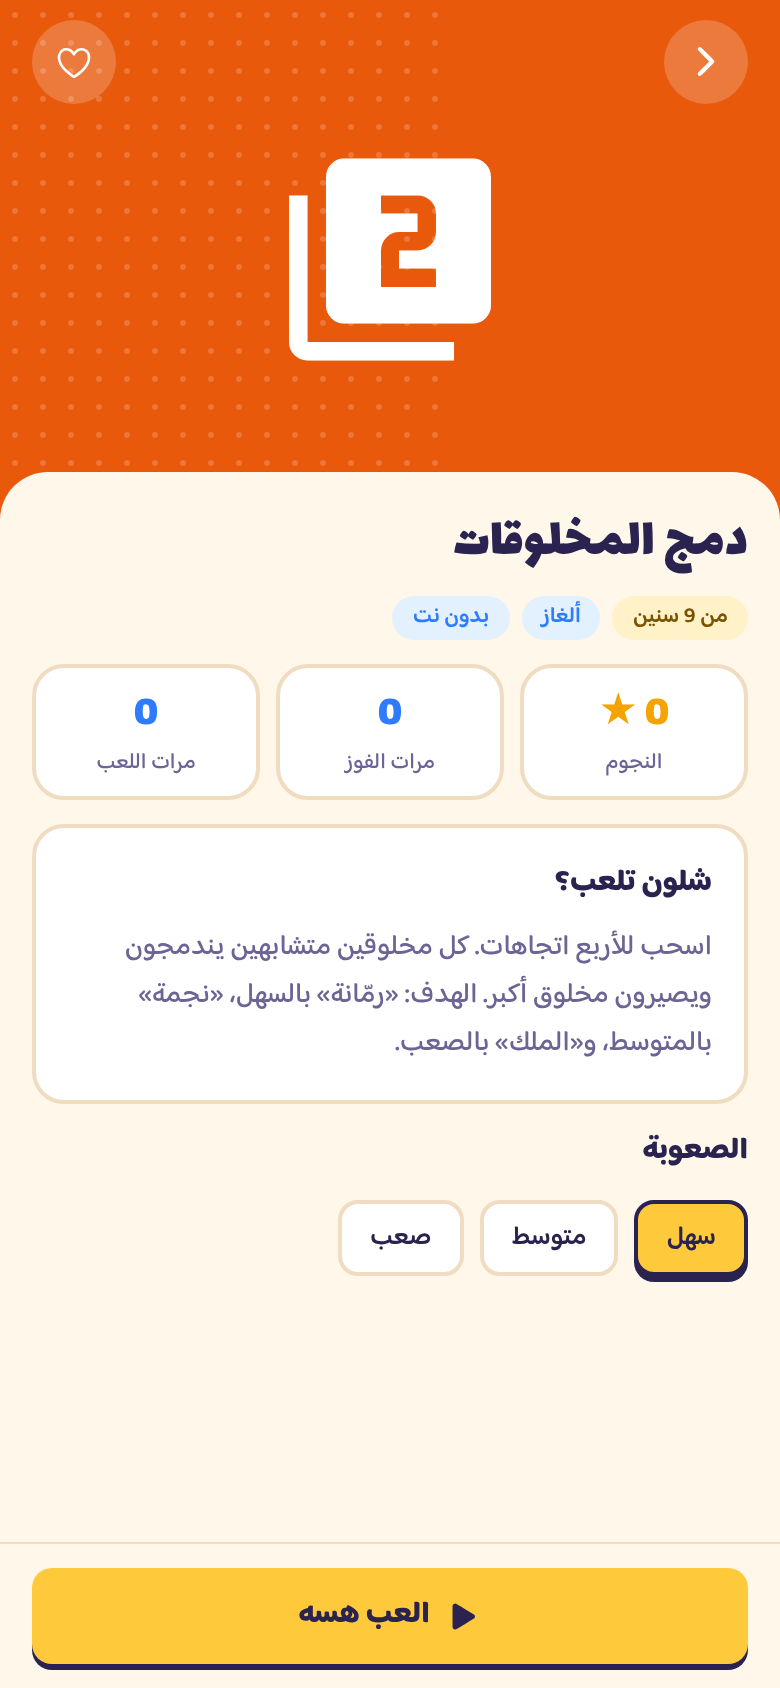 2
دمج المخلوقات
من 9 سنين
ألغاز
بدون نت
0 ★
النجوم
0
مرات الفوز
0
مرات اللعب
شلون تلعب؟
اسحب للأربع اتجاهات. كل مخلوقين متشابهين يندمجون
ويصيرون مخلوق أكبر. الهدف: «رمّانة» بالسهل، «نجمة»
بالمتوسط، و«الملك» بالصعب.
الصعوبة
سهل
متوسط
صعب
العب هسه